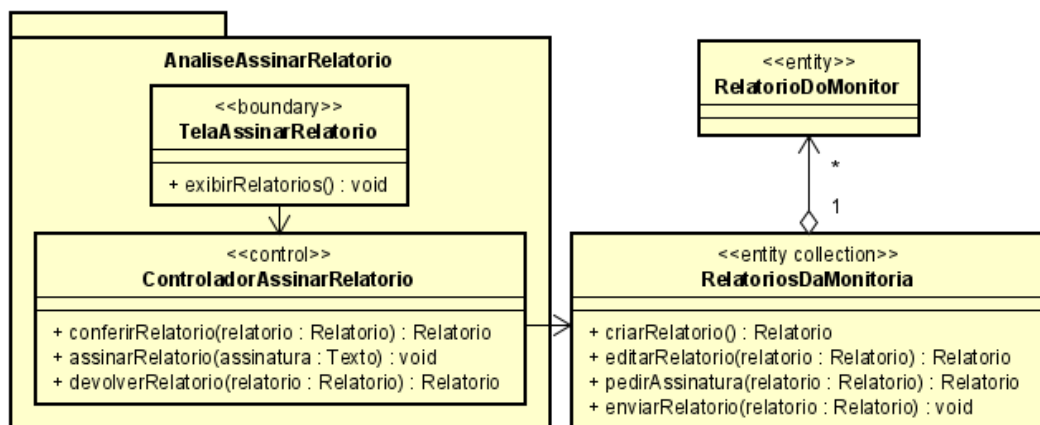 AnaliseAssinarRelatorio
<<boundary>>
TelaAssinarRelatorio
+ exibirRelatorios() : void
<<control>>
ControladorAssinarRelatorio
+ conferirRelatorio(relatorio : Relatorio) : Relatorio
+ assinarRelatorio(assinatura : Texto) : void
+ devolverRelatorio(relatorio : Relatorio) : Relatorio
<<entity>>
RelatorioDoMonitor
*
1
<<entity collection>>
RelatoriosDaMonitoria
+ criarRelatorio() : Relatorio
+ editarRelatorio(relatorio : Relatorio) : Relatorio
+ pedirAssinatura(relatorio : Relatorio) : Relatorio
+ enviarRelatorio(relatorio : Relatorio) : void